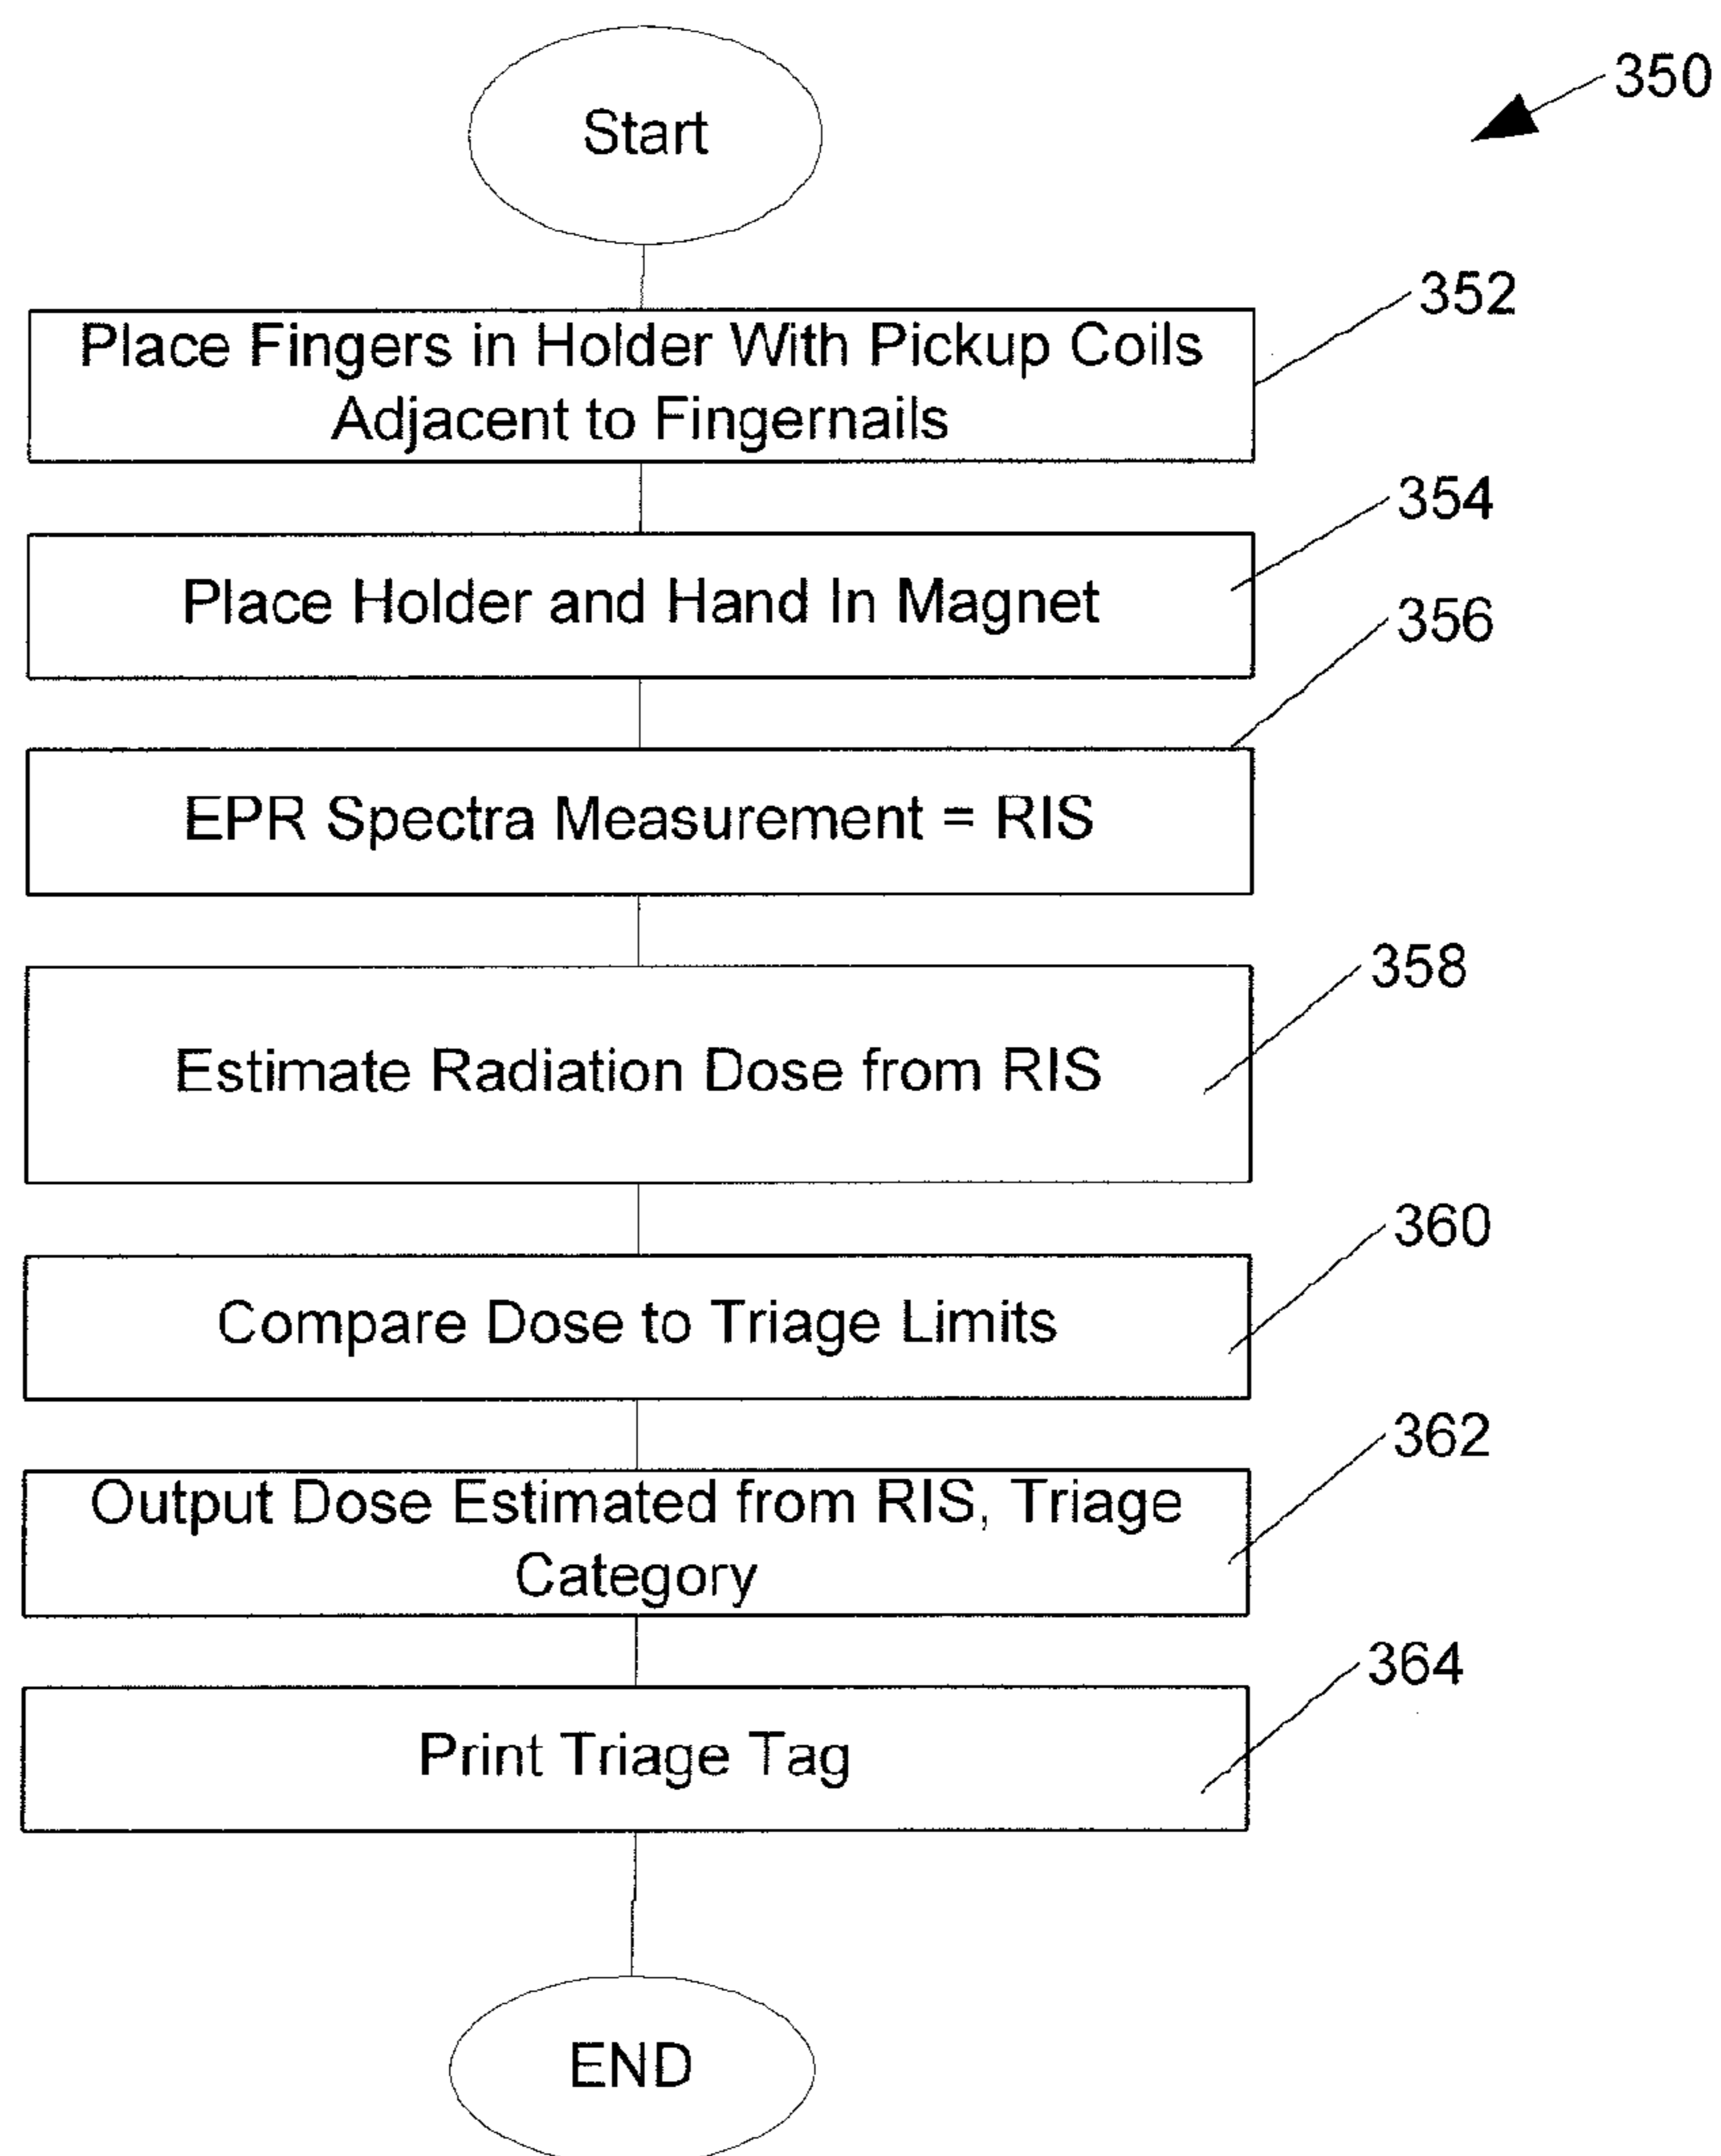 Start
350
Place Fingers in Holder With Pickup Coils
Adjacent to Fingernails
352
Place Holder and Hand In Magnet
354
EPR Spectra Measurement = RIS
356
Estimate Radiation Dose from RIS
358
Compare Dose to Triage Limits
360
Output Dose Estimated from RIS, Triage
Category
362
Print Triage Tag
364
END